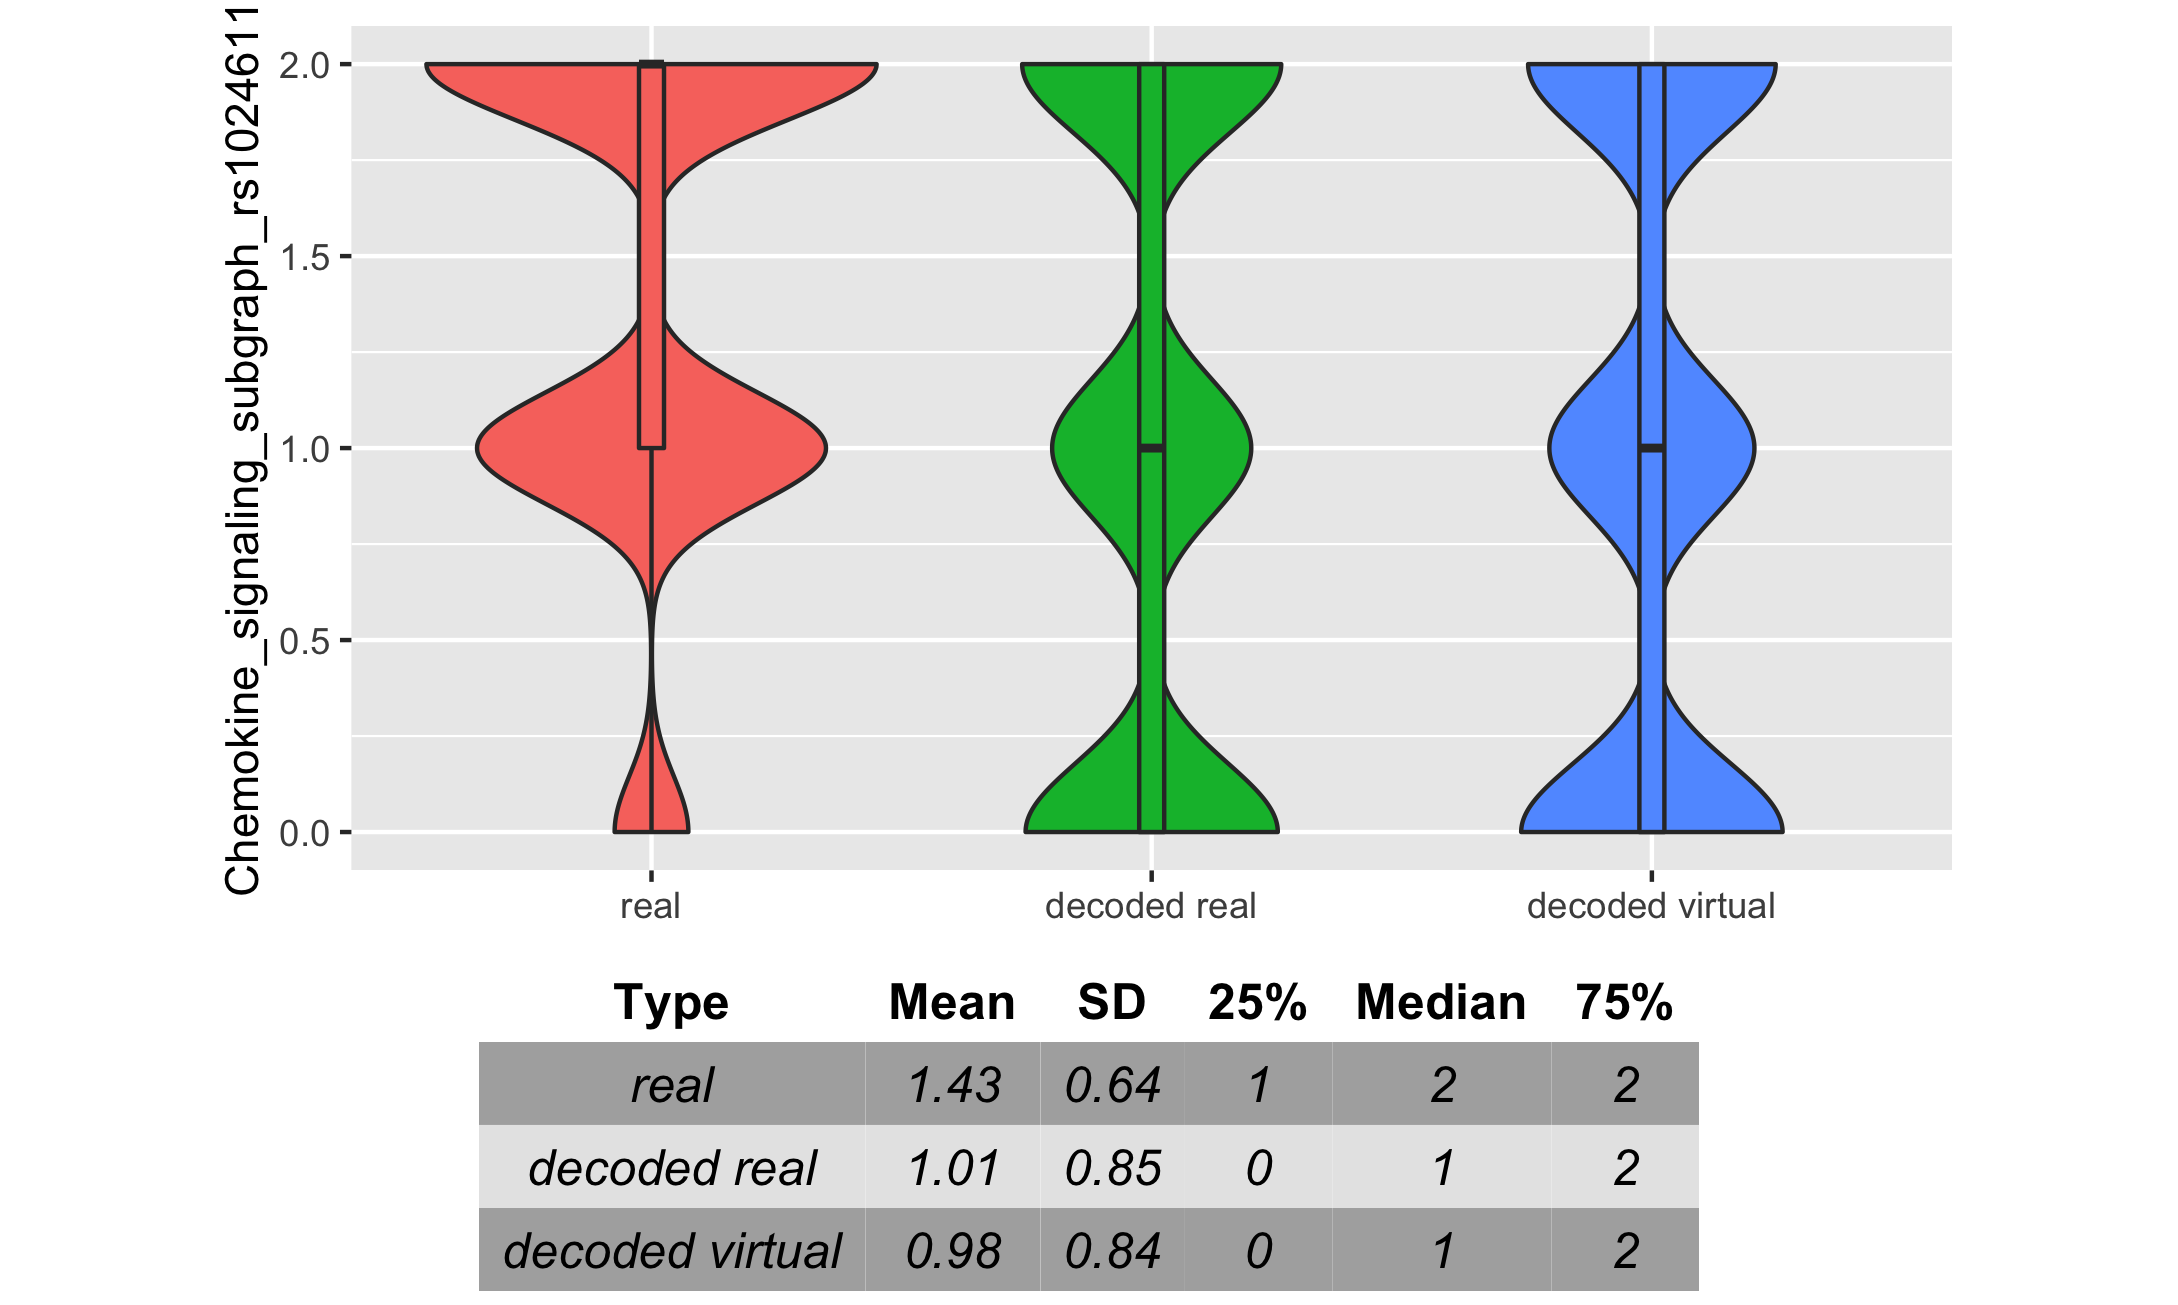 Chemokine_signaling_subgraph_rs1024611
2.0
1.5
1.0
0.5
0.0
real decoded real decoded virtual
Type Mean SD 25% Median 75%
real 1.43 0.64 1 2 2
decoded real 1.01 0.85 0 1 2
decoded virtual 0.98 0.84 0 1 2